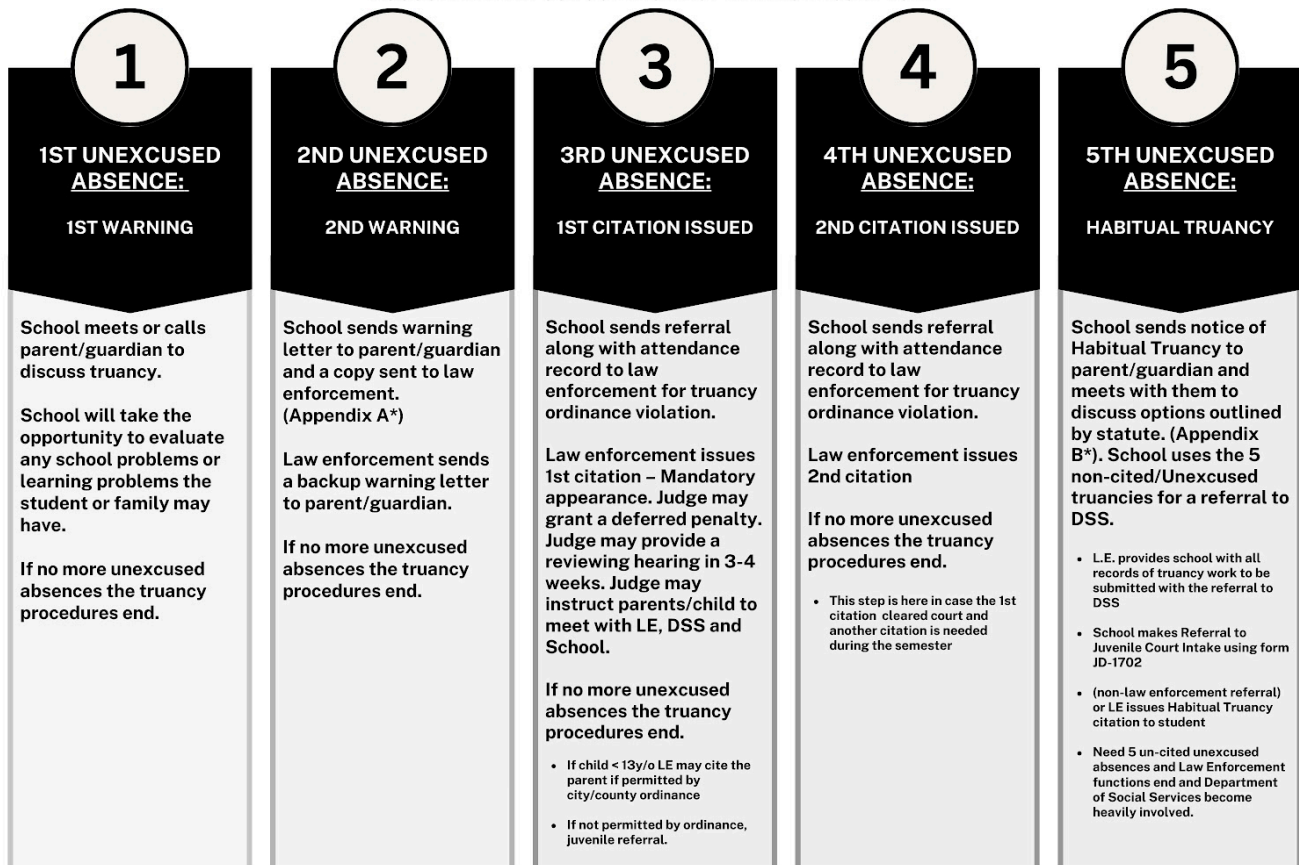 1
1ST UNEXCUSED
ABSENCE:
1ST WARNING
School meets or calls
parent/guardian to
discuss truancy.
School will take the
opportunity to evaluate
any school problems or
learning problems the
student or family may
have.
If no more unexcused
absences the truancy
procedures end.
2
2ND UNEXCUSED
ABSENCE:
2ND WARNING
School sends warning
letter to parent/guardian
and a copy sent to law
enforcement.
(Appendix A*)
Law enforcement sends
a backup warning letter
to parent/guardian.
If no more unexcused
absences the truancy
procedures end.
3
3RD UNEXCUSED
ABSENCE:
1ST CITATION ISSUED
School sends referral
along with attendance
record to law
enforcement for truancy
ordinance violation.
Law enforcement issues
1st citation – Mandatory
appearance. Judge may
grant a deferred penalty.
Judge may provide a
reviewing hearing in 3-4
weeks. Judge may
instruct parents/child to
meet with LE, DSS and
School.
If no more unexcused
absences the truancy
procedures end.
• If child < 13y/o LE may cite the
parent if permitted by
city/county ordinance
• If not permitted by ordinance,
juvenile referral.
4
4TH UNEXCUSED
ABSENCE:
2ND CITATION ISSUED
School sends referral
along with attendance
record to law
enforcement for truancy
ordinance violation.
Law enforcement issues
2nd citation
If no more unexcused
absences the truancy
procedures end.
• This step is here in case the 1st
citation cleared court and
another citation is needed
during the semester
5
5TH UNEXCUSED
ABSENCE:
HABITUAL TRUANCY
School sends notice of
Habitual Truancy to
parent/guardian and
meets with them to
discuss options outlined
by statute. (Appendix
B*). School uses the 5
non-cited/Unexcused
truancies for a referral to
DSS.
• L.E. provides school with all
records of truancy work to be
submitted with the referral to
DSS
• School makes Referral to
Juvenile Court Intake using form
JD-1702
• (non-law enforcement referral)
or LE issues Habitual Truancy
citation to student
• Need 5 un-cited unexcused
absences and Law Enforcement
functions end and Department
of Social Services become
heavily involved.